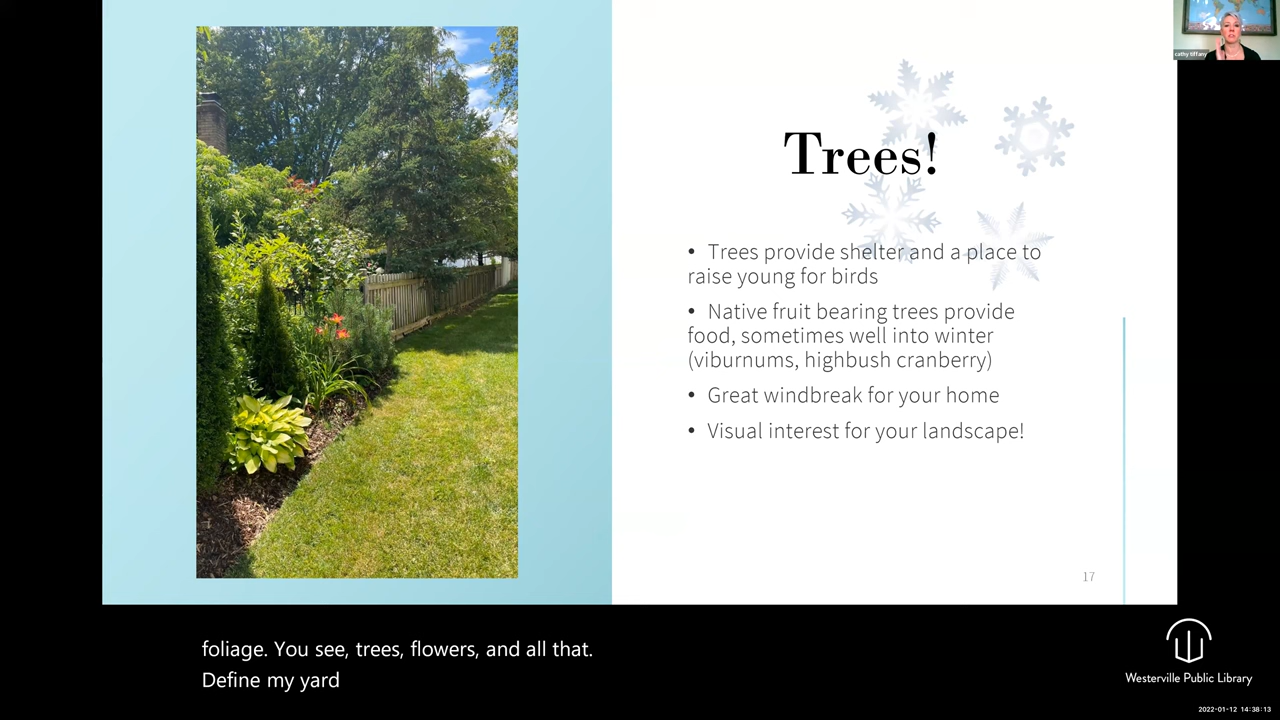 cathy tiffany
Trees!
• Trees provide shelter and a place to
raise young for birds
• Native fruit bearing trees provide
food, sometimes well into winter
(viburnums, highbush cranberry)
• Great windbreak for your home
• Visual interest for your landscape!
17
foliage. You see, trees, flowers, and all that.
Define my yard
Westerville Public Library
2022-01-12 14:38:13